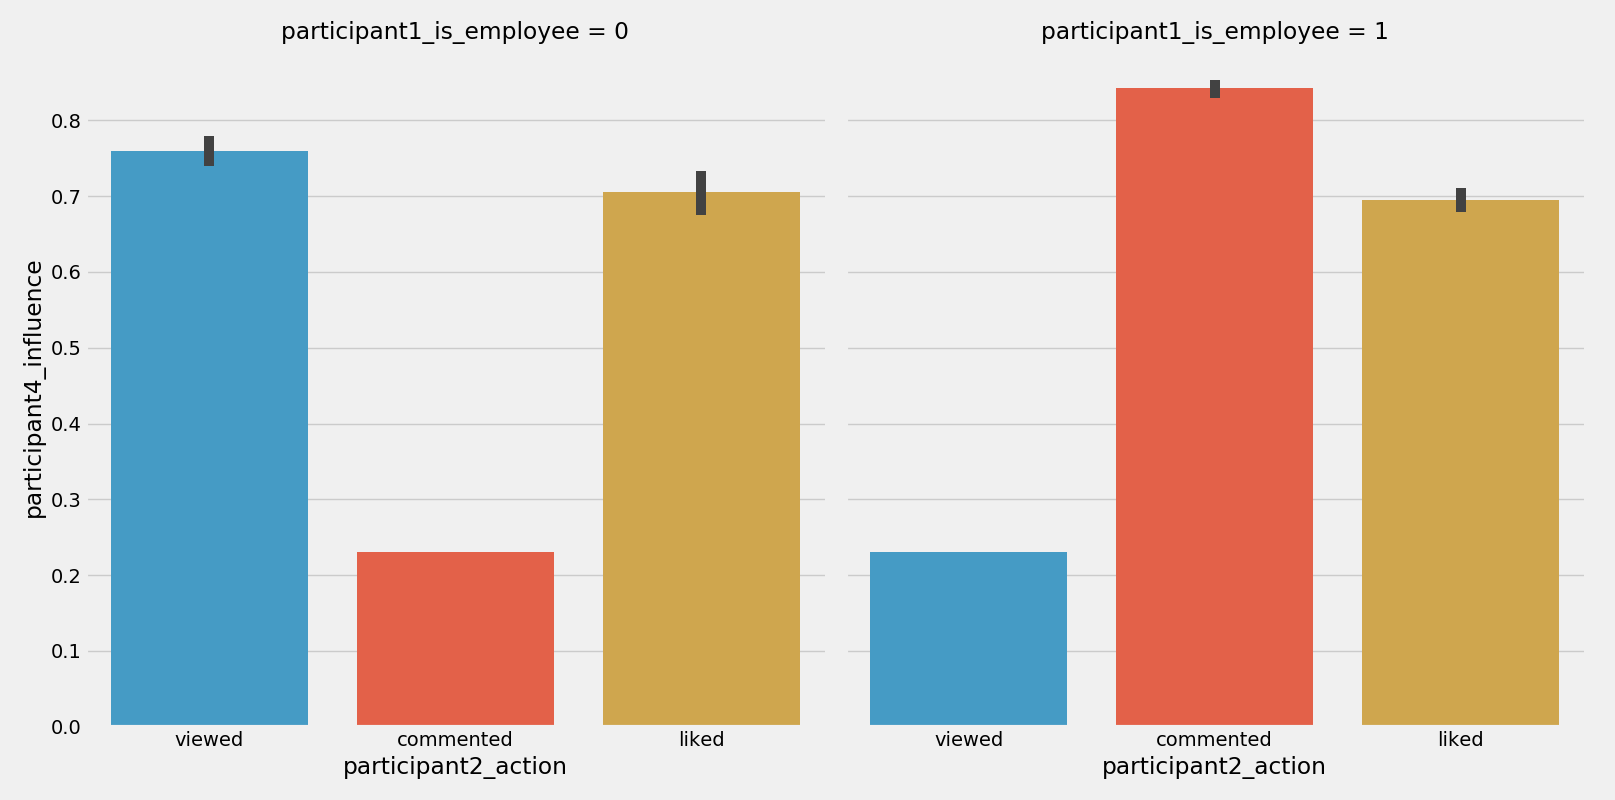 participant1_is_employee = 0
participant1_is_employee = 1
participant4_influence
0.8
0.7
0.6
0.5
0.4
0.3
0.2
0.1
0.0
viewed commented liked
viewed commented liked
participant2_action
participant2_action